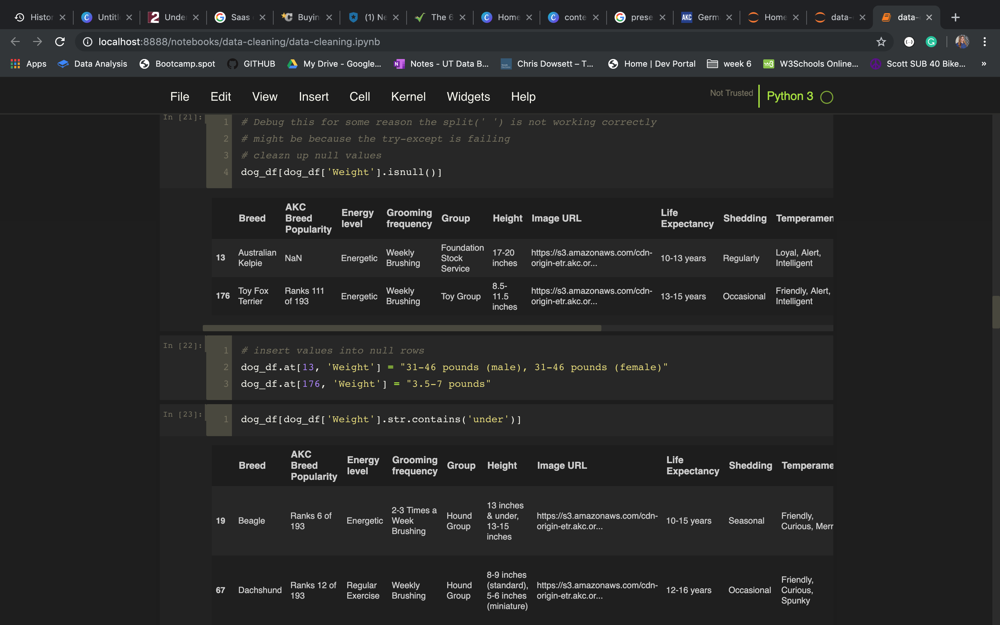 Histor Untitl Unde Saas Buyin (1) Ne The 6 Home conte prese AKC Germ Home data- data-
localhost:8888/notebooks/data-cleaning/data-cleaning.ipynb
Apps Data Analysis Bootcamp.spot GITHUB My Drive - Google... Notes - UT Data B... Chris Dowsett – T... Home | Dev Portal week 6 W3Schools Online... Scott SUB 40 Bike... »
File Edit View Insert Cell Kernel Widgets Help Not Trusted Python 3
In [21]:
1 # Debug this for some reason the split(' ') is not working correctly
2 # might be because the try-except is failing
3 # cleazn up null values
4 dog_df[dog_df['Weight'].isnull()]
Breed AKC Breed Popularity Energy level Grooming frequency Group Height Image URL Life Expectancy Shedding Temperamen
13 Australian Kelpie NaN Energetic Weekly Brushing Foundation Stock Service 17-20 inches https://s3.amazonaws.com/cdn-origin-etr.akc.or... 10-13 years Regularly Loyal, Alert, Intelligent
176 Toy Fox Terrier Ranks 111 of 193 Energetic Weekly Brushing Toy Group 8.5-11.5 inches https://s3.amazonaws.com/cdn-origin-etr.akc.or... 13-15 years Occasional Friendly, Alert, Intelligent
In [22]:
1 # insert values into null rows
2 dog_df.at[13, 'Weight'] = "31-46 pounds (male), 31-46 pounds (female)"
3 dog_df.at[176, 'Weight'] = "3.5-7 pounds"
In [23]:
1 dog_df[dog_df['Weight'].str.contains('under')]
Breed AKC Breed Popularity Energy level Grooming frequency Group Height Image URL Life Expectancy Shedding Temperame
19 Beagle Ranks 6 of 193 Energetic 2-3 Times a Week Brushing Hound Group 13 inches & under, 13-15 inches https://s3.amazonaws.com/cdn-origin-etr.akc.or... 10-15 years Seasonal Friendly, Curious, Merr
67 Dachshund Ranks 12 of 193 Regular Exercise Weekly Brushing Hound Group 8-9 inches (standard), 5-6 inches (miniature) https://s3.amazonaws.com/cdn-origin-etr.akc.or... 12-16 years Occasional Friendly, Curious, Spunky